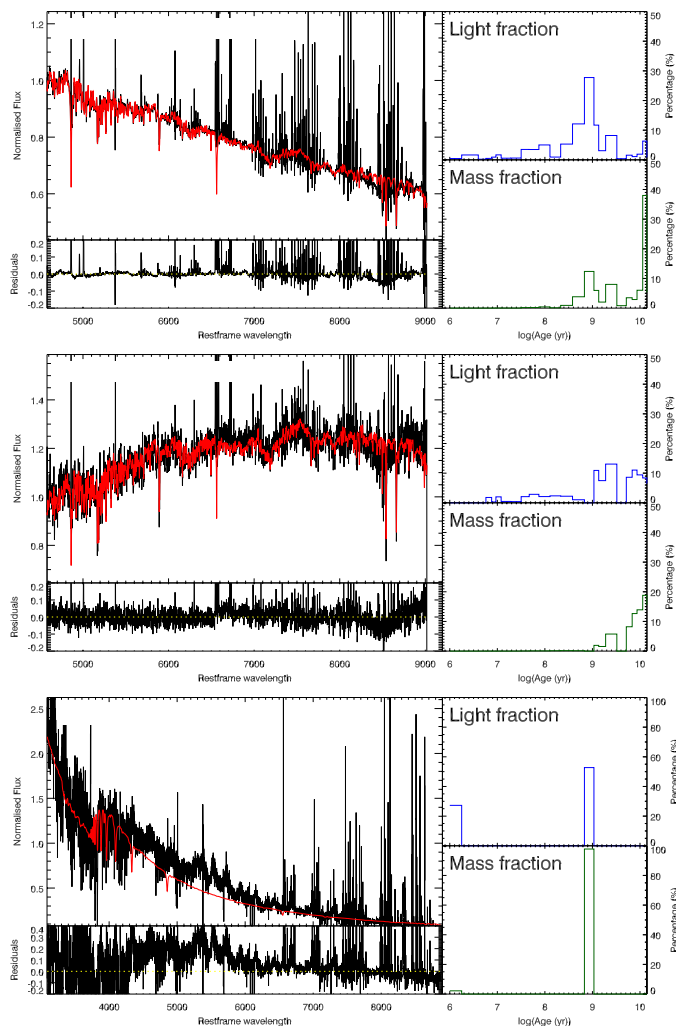 Light fraction
Mass fraction
Normalised Flux
1.2
1.0
0.8
0.6
Residuals
0.2
0.1
0.0
-0.1
-0.2
5000 6000 7000 8000 9000
Restframe wavelength
50
40
30
20
10
0
Percentage (%)
50
40
30
20
10
0
Percentage (%)
6 7 8 9 10
log(Age (yr))
Light fraction
Mass fraction
Normalised Flux
1.4
1.2
1.0
0.8
Residuals
0.2
0.1
0.0
-0.1
-0.2
5000 6000 7000 8000 9000
Restframe wavelength
50
40
30
20
10
0
Percentage (%)
50
40
30
20
10
0
Percentage (%)
6 7 8 9 10
log(Age (yr))
Light fraction
Mass fraction
Normalised Flux
2.5
2.0
1.5
1.0
0.5
Residuals
0.4
0.3
0.2
0.1
0.0
-0.1
-0.2
4000 5000 6000 7000 8000
Restframe wavelength
100
80
60
40
20
0
Percentage (%)
100
80
60
40
20
0
Percentage (%)
6 7 8 9 10
log(Age (yr))